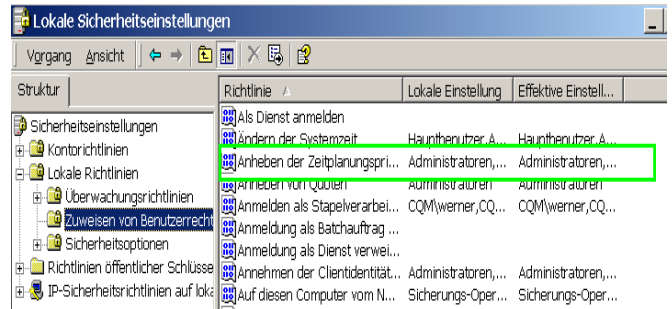 Lokale Sicherheitseinstellungen
Vorgang Ansicht
Struktur
Richtlinie Lokale Einstellung Effektive Einstell...
Sicherheitseinstellungen
Kontorichtlinien
Lokale Richtlinien
Überwachungsrichtlinien
Zuweisen von Benutzerrecht
Sicherheitsoptionen
Richtlinien öffentlicher Schlüsse
IP-Sicherheitsrichtlinien auf loka
Als Dienst anmelden
Ändern der Systemzeit Hauptbenutzer,A... Hauptbenutzer,A...
Anheben der Zeitplanungspri... Administratoren,... Administratoren,...
Anheben von Quoten Administratoren Administratoren
Anmelden als Stapelverarbei... CQM\werner,CQ... CQM\werner,CQ...
Anmeldung als Batchauftrag ...
Anmeldung als Dienst verwei...
Annehmen der Clientidentität... Administratoren,... Administratoren,...
Auf diesen Computer vom N... Sicherungs-Oper... Sicherungs-Oper...